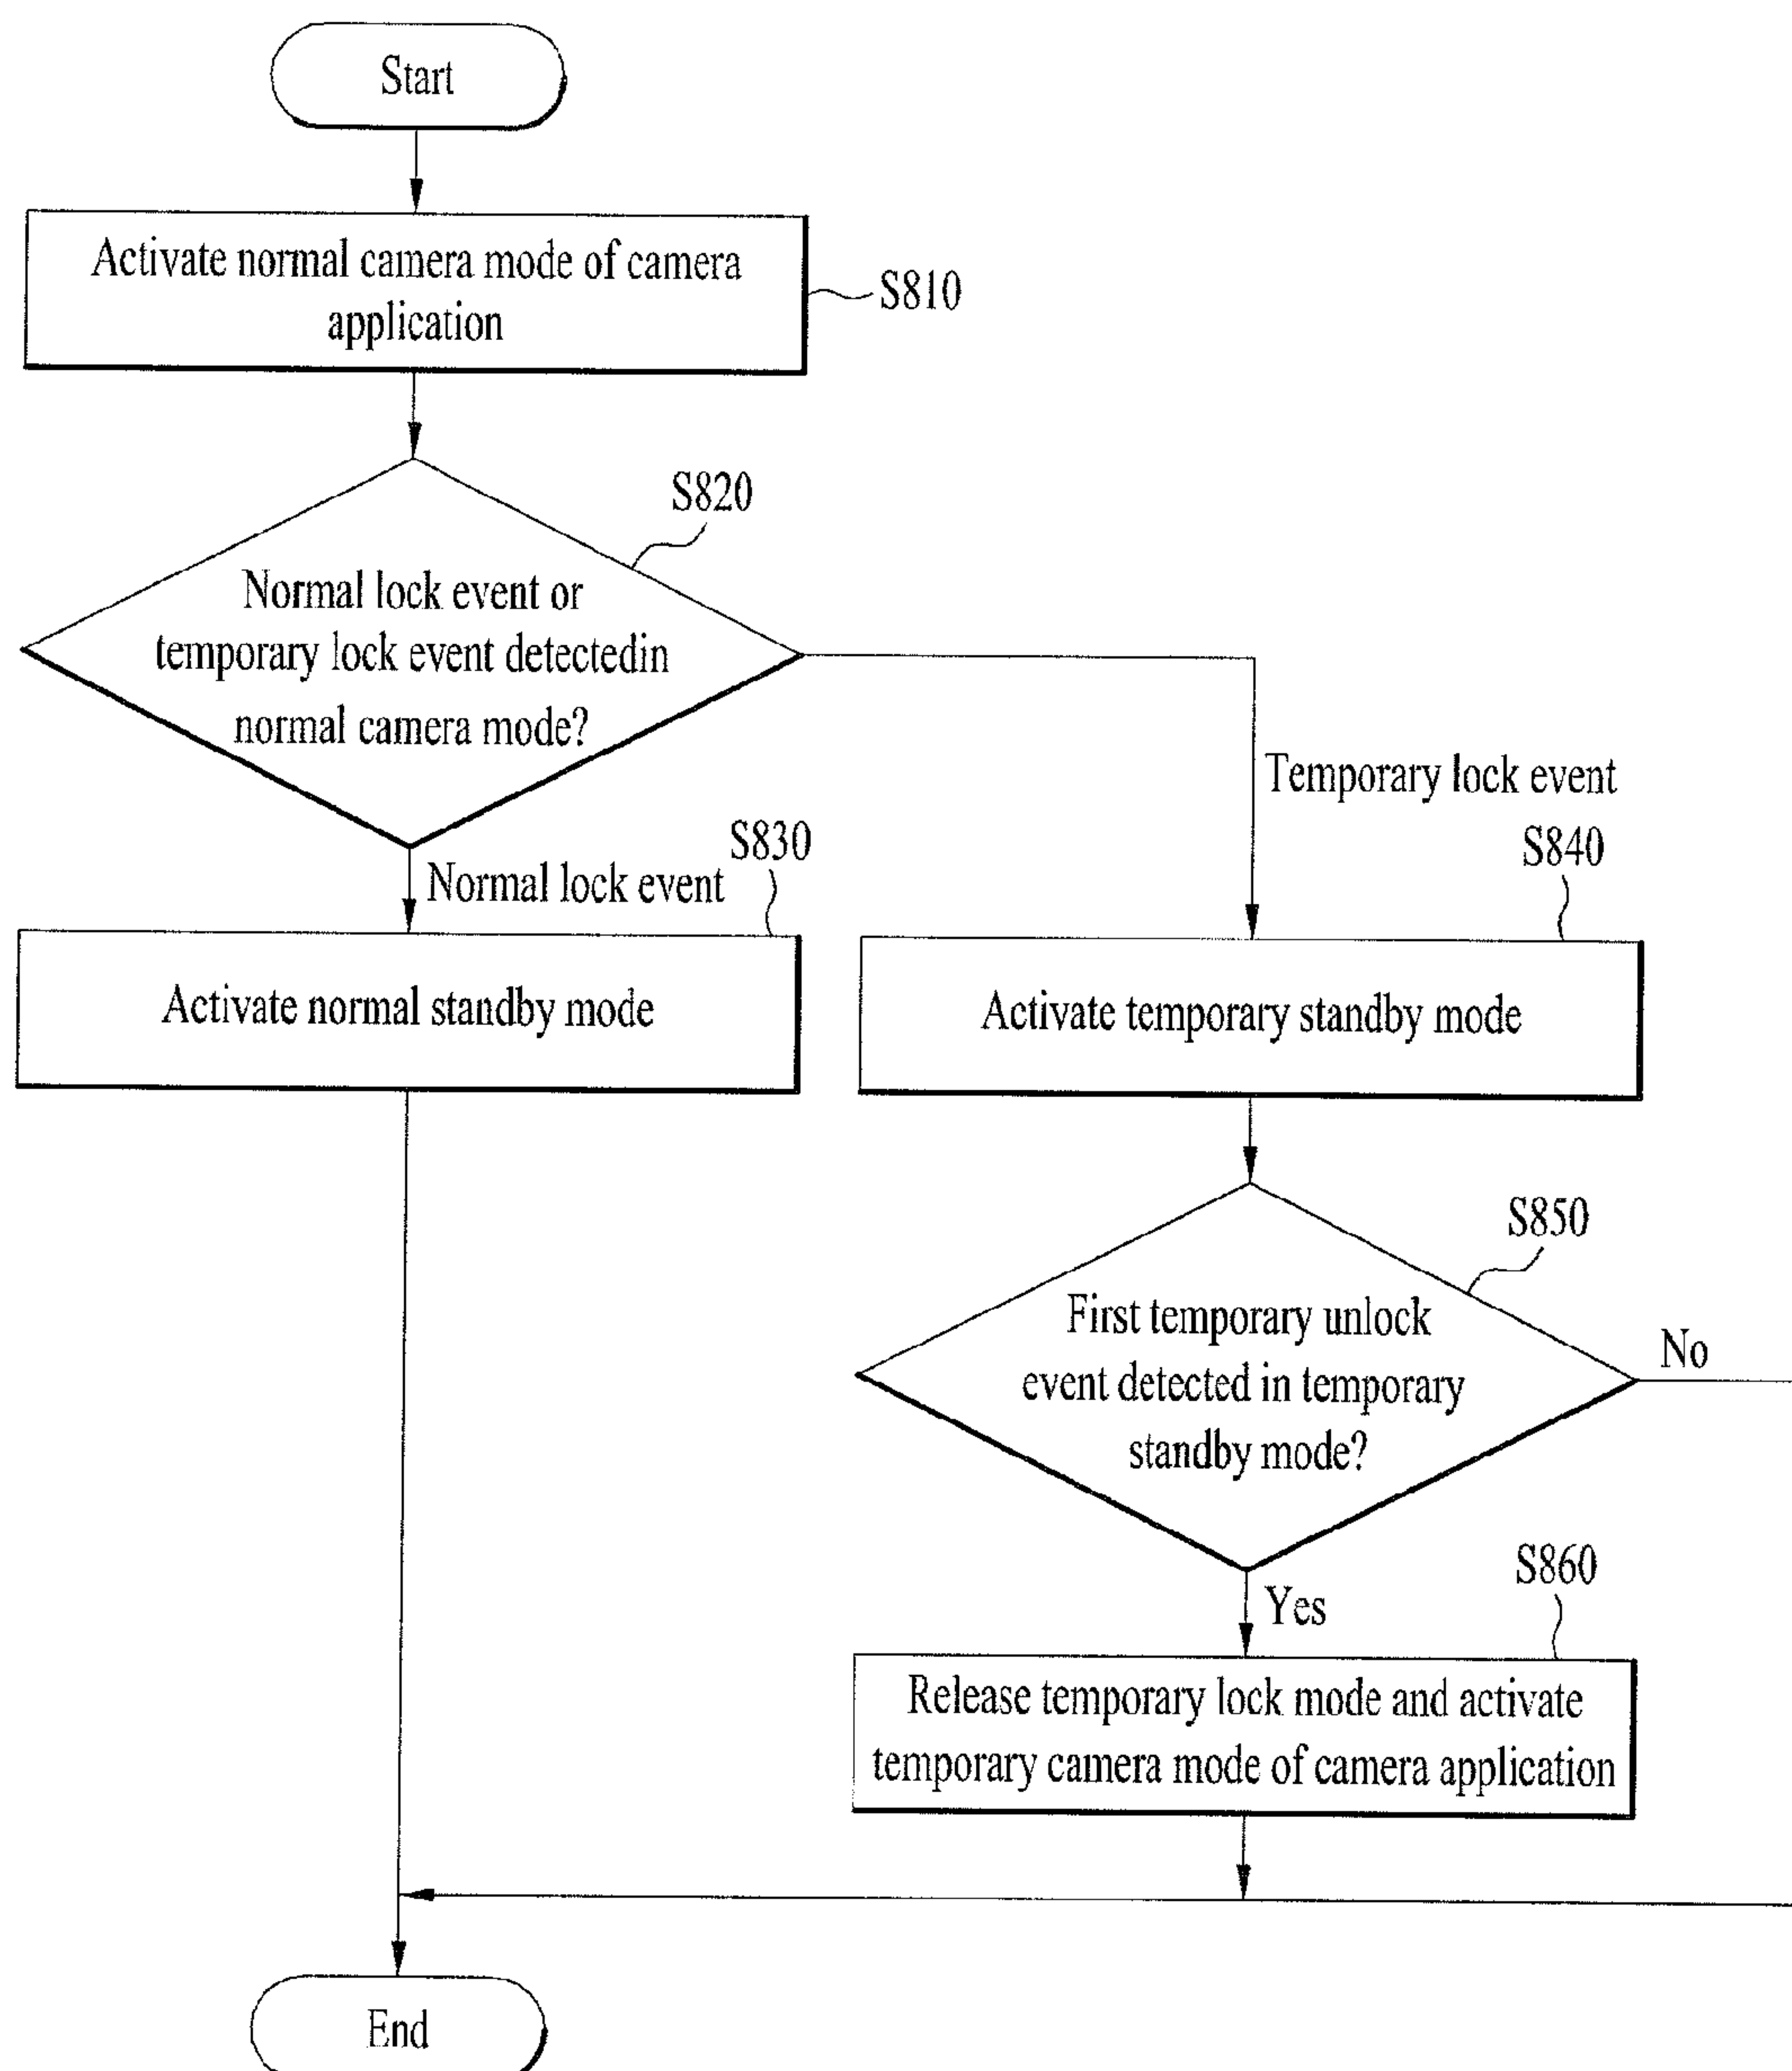 Start
Activate normal camera mode of camera
application
S810
S820
Normal lock event or
temporary lock event detectedin
normal camera mode?
Temporary lock event
S830
S840
Normal lock event
Activate normal standby mode
Activate temporary standby mode
S850
First temporary unlock
event detected in temporary
standby mode?
No
S860
Yes
Release temporary lock mode and activate
temporary camera mode of camera application
End